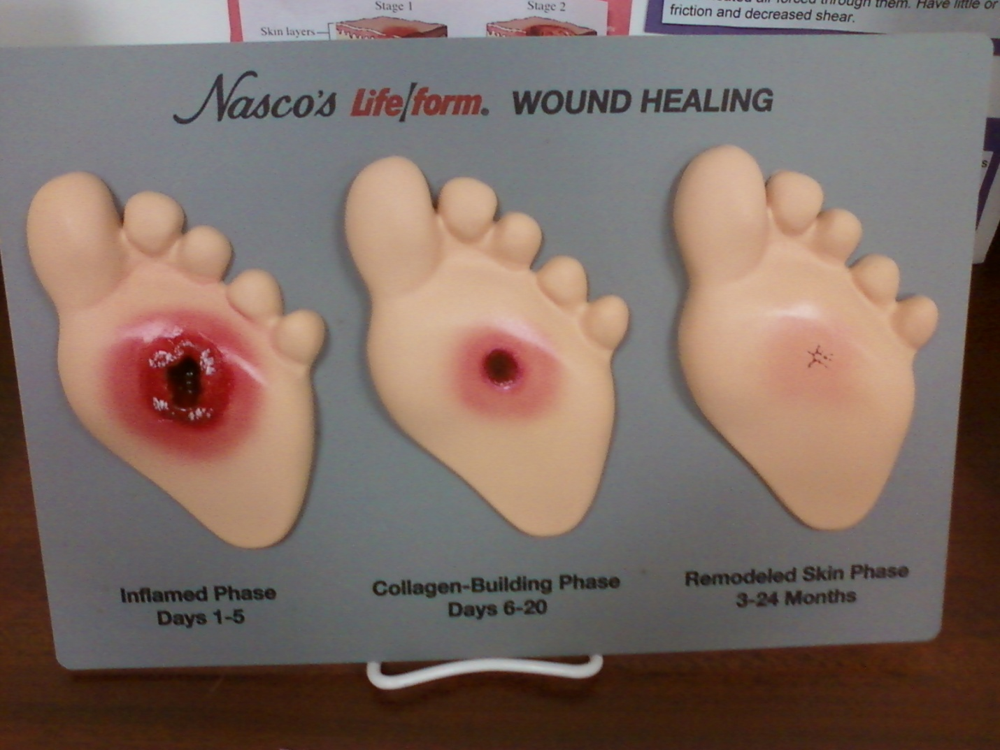 Stage 1
Stage 2
Skin layers
through them. Have little or
friction and decreased shear.
Nasco's Life/form. WOUND HEALING
Inflamed Phase
Days 1-5
Collagen-Building Phase
Days 6-20
Remodeled Skin Phase
3-24 Months